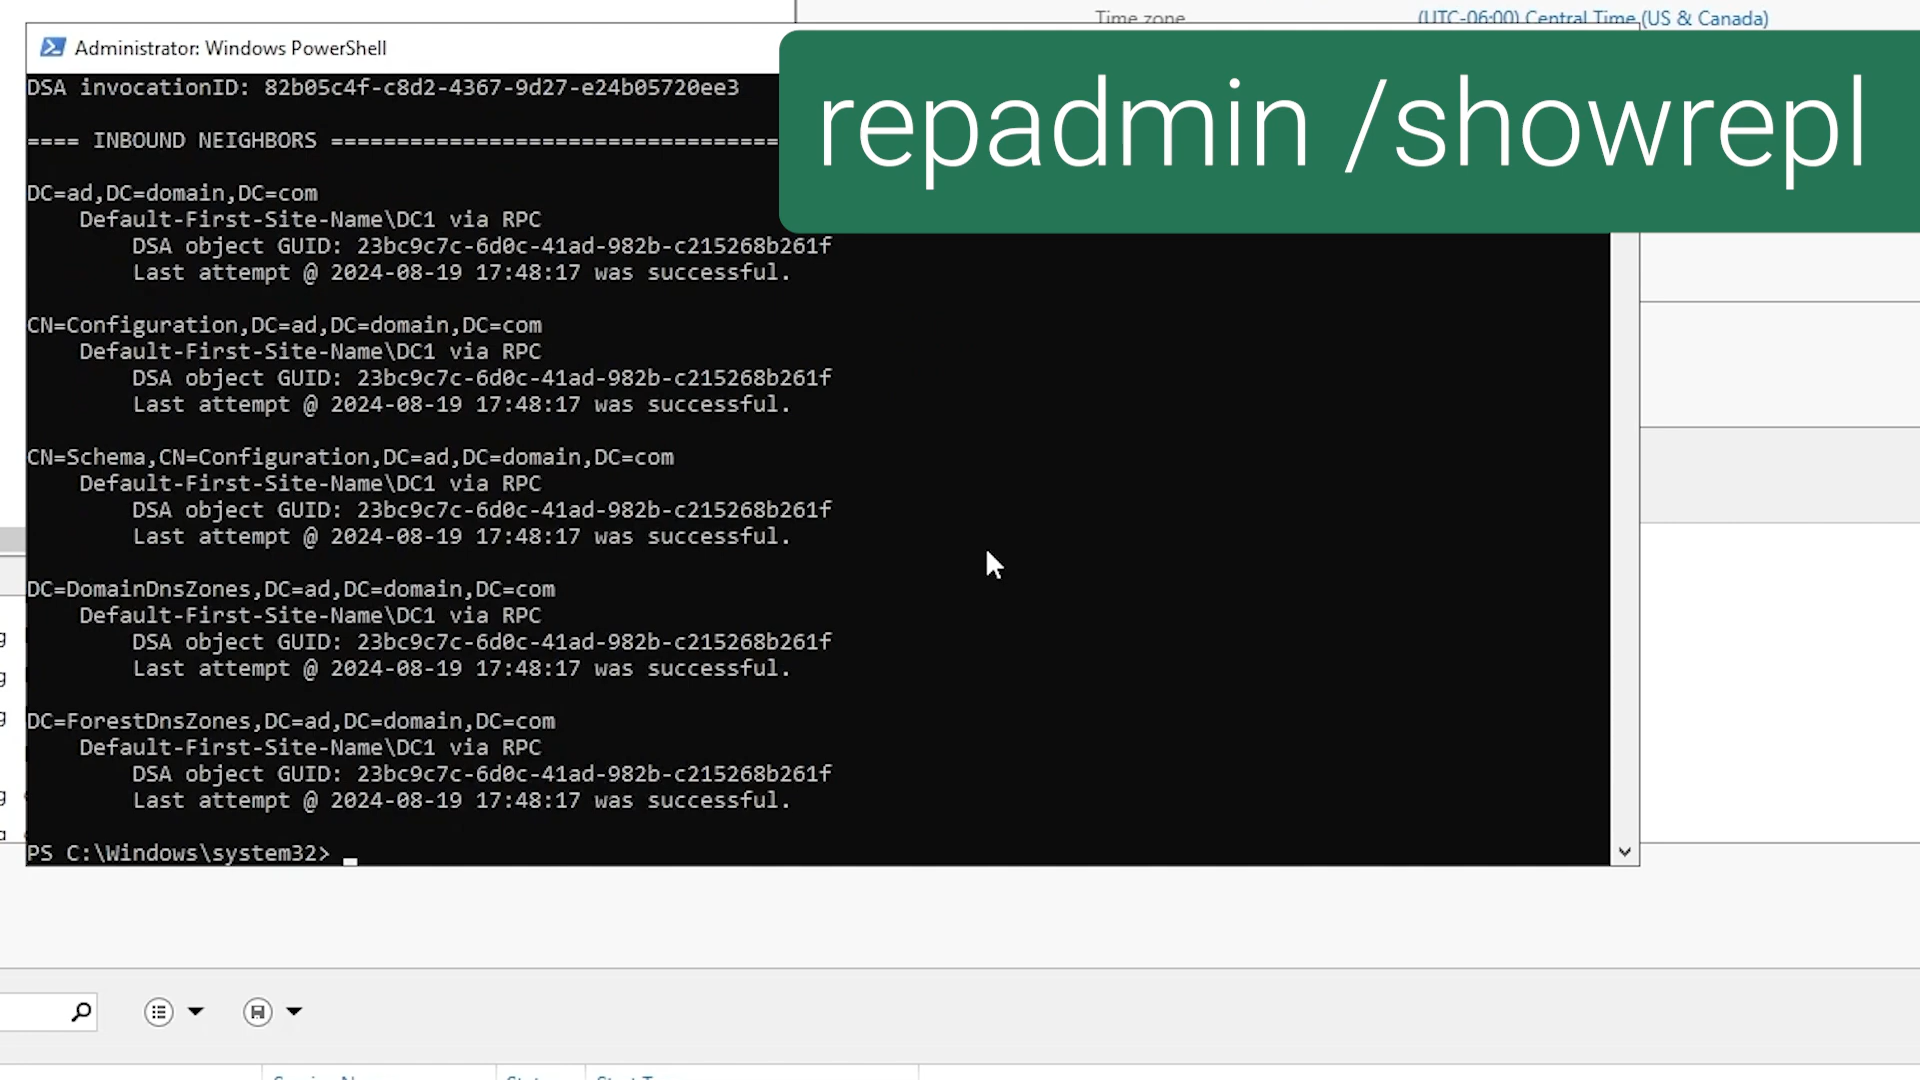 Time zone
(UTC-06:00) Central Time (US & Canada)
Administrator: Windows PowerShell
repadmin /showrepl
DSA invocationID: 82b05c4f-c8d2-4367-9d27-e24b05720ee3
==== INBOUND NEIGHBORS ==================================
DC=ad,DC=domain,DC=com
Default-First-Site-Name\DC1 via RPC
DSA object GUID: 23bc9c7c-6d0c-41ad-982b-c215268b261f
Last attempt @ 2024-08-19 17:48:17 was successful.
CN=Configuration,DC=ad,DC=domain,DC=com
Default-First-Site-Name\DC1 via RPC
DSA object GUID: 23bc9c7c-6d0c-41ad-982b-c215268b261f
Last attempt @ 2024-08-19 17:48:17 was successful.
CN=Schema,CN=Configuration,DC=ad,DC=domain,DC=com
Default-First-Site-Name\DC1 via RPC
DSA object GUID: 23bc9c7c-6d0c-41ad-982b-c215268b261f
Last attempt @ 2024-08-19 17:48:17 was successful.
DC=DomainDnsZones,DC=ad,DC=domain,DC=com
Default-First-Site-Name\DC1 via RPC
DSA object GUID: 23bc9c7c-6d0c-41ad-982b-c215268b261f
Last attempt @ 2024-08-19 17:48:17 was successful.
DC=ForestDnsZones,DC=ad,DC=domain,DC=com
Default-First-Site-Name\DC1 via RPC
DSA object GUID: 23bc9c7c-6d0c-41ad-982b-c215268b261f
Last attempt @ 2024-08-19 17:48:17 was successful.
PS C:\Windows\system32>